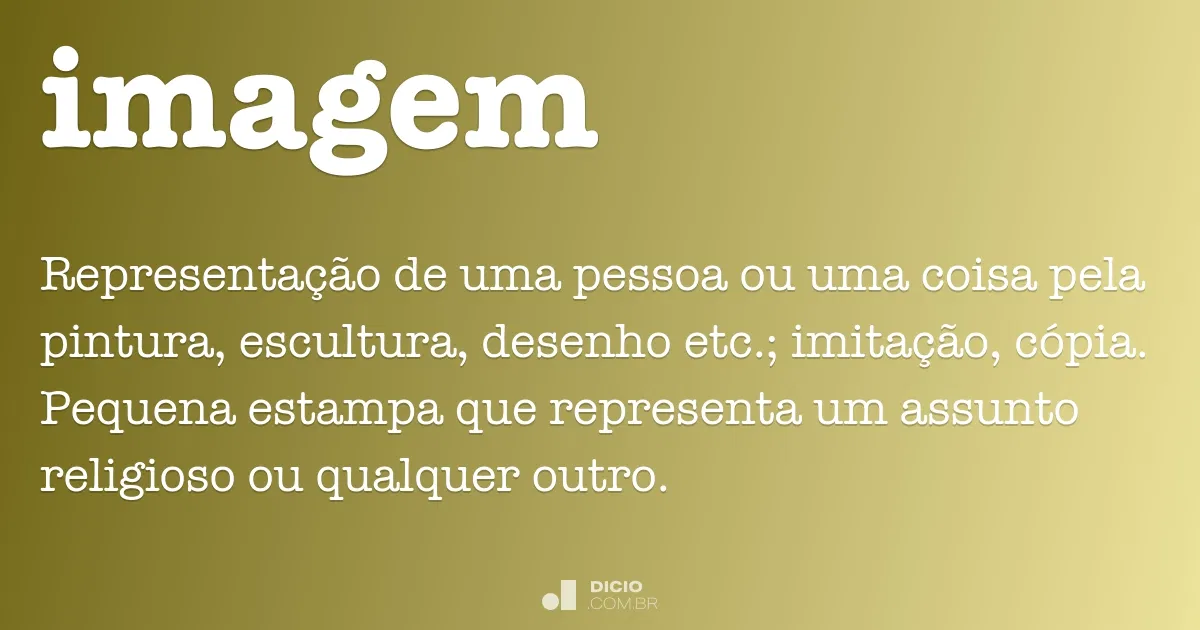 imagem
Representação de uma pessoa ou uma coisa pela
pintura, escultura, desenho etc.; imitação, cópia.
Pequena estampa que representa um assunto
religioso ou qualquer outro.
DICIO
.COM.BR